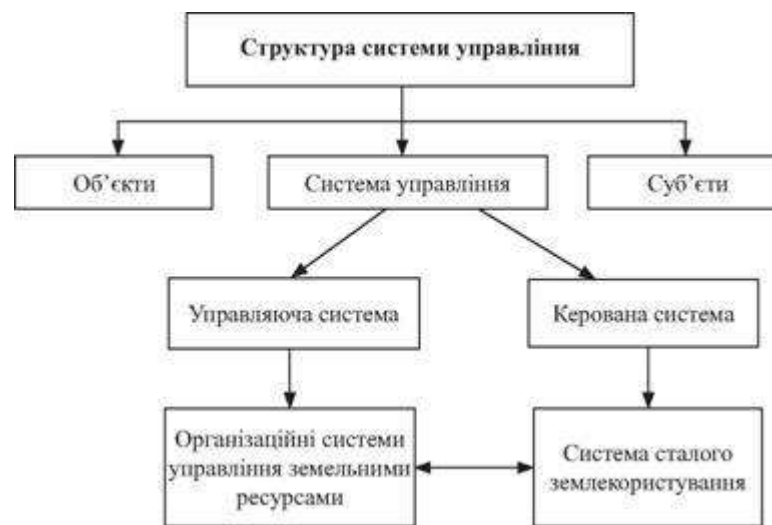 Структура системи управління
Об’єкти
Система управління
Суб’єти
Управляюча система
Керована система
Організаційні системи
управління земельними
ресурсами
Система сталого
землекористування